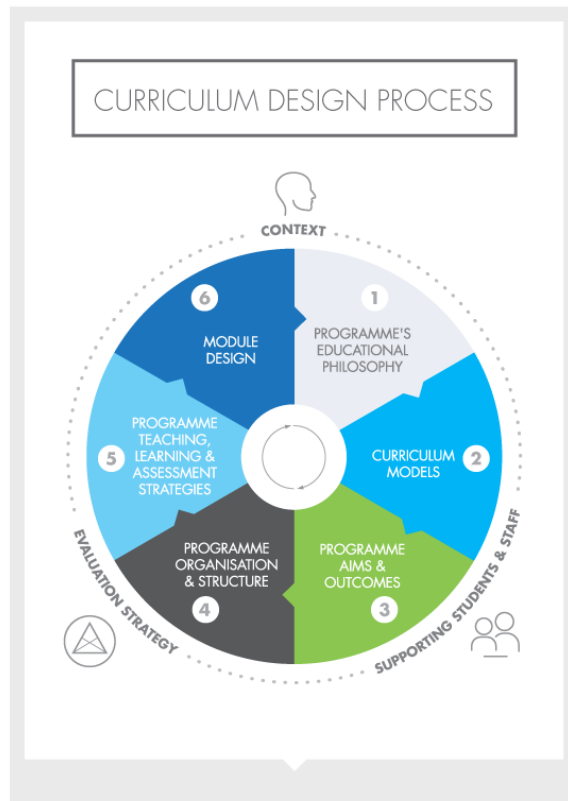 CURRICULUM DESIGN PROCESS
CONTEXT
1
PROGRAMME'S
EDUCATIONAL
PHILOSOPHY
2
CURRICULUM
MODELS
PROGRAMME
AIMS &
OUTCOMES
3
PROGRAMME
ORGANISATION
& STRUCTURE
4
5
PROGRAMME
TEACHING,
LEARNING &
ASSESSMENT
STRATEGIES
6
MODULE
DESIGN
EVALUATION STRATEGY
SUPPORTING STUDENTS & STAFF